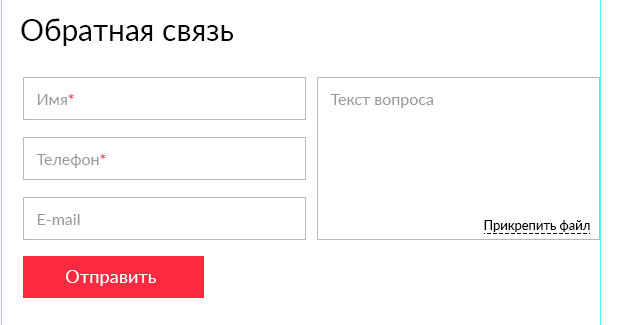 Обратная связь
Имя*
Телефон*
E-mail
Текст вопроса
Прикрепить файл
Отправить